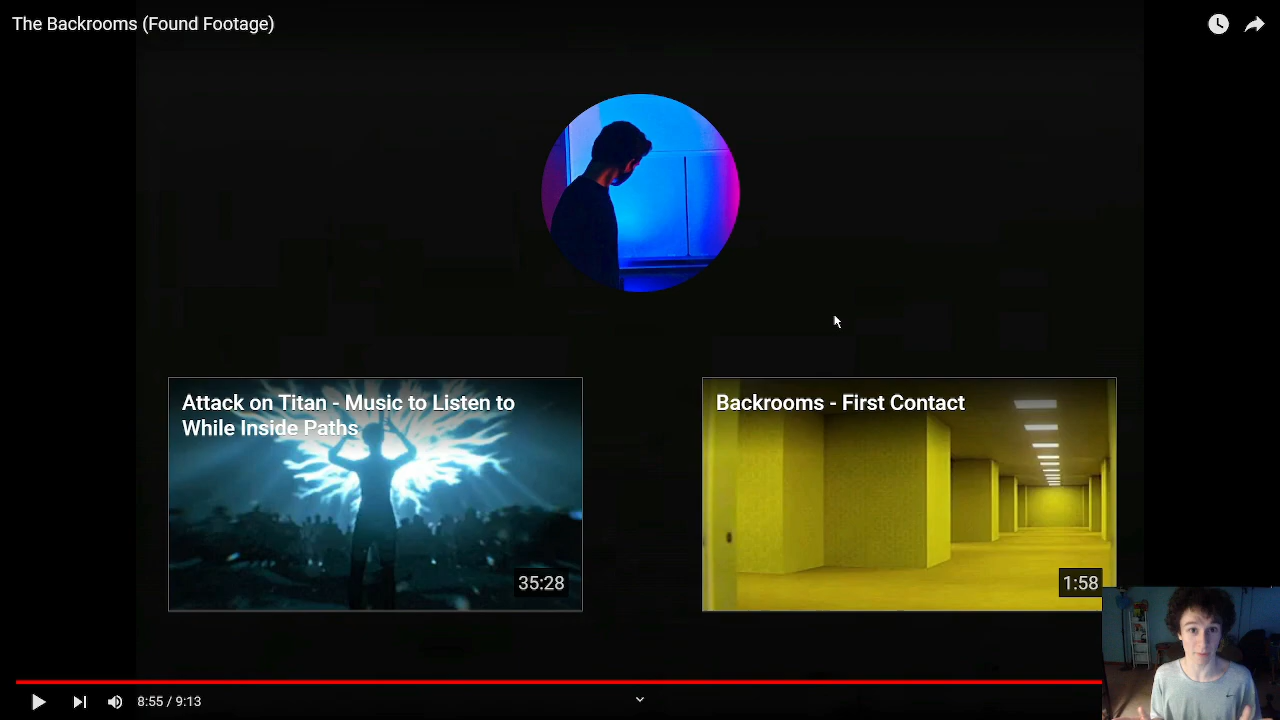 The Backrooms (Found Footage)
Attack on Titan - Music to Listen to
While Inside Paths
35:28
Backrooms - First Contact
1:58
8:55 / 9:13